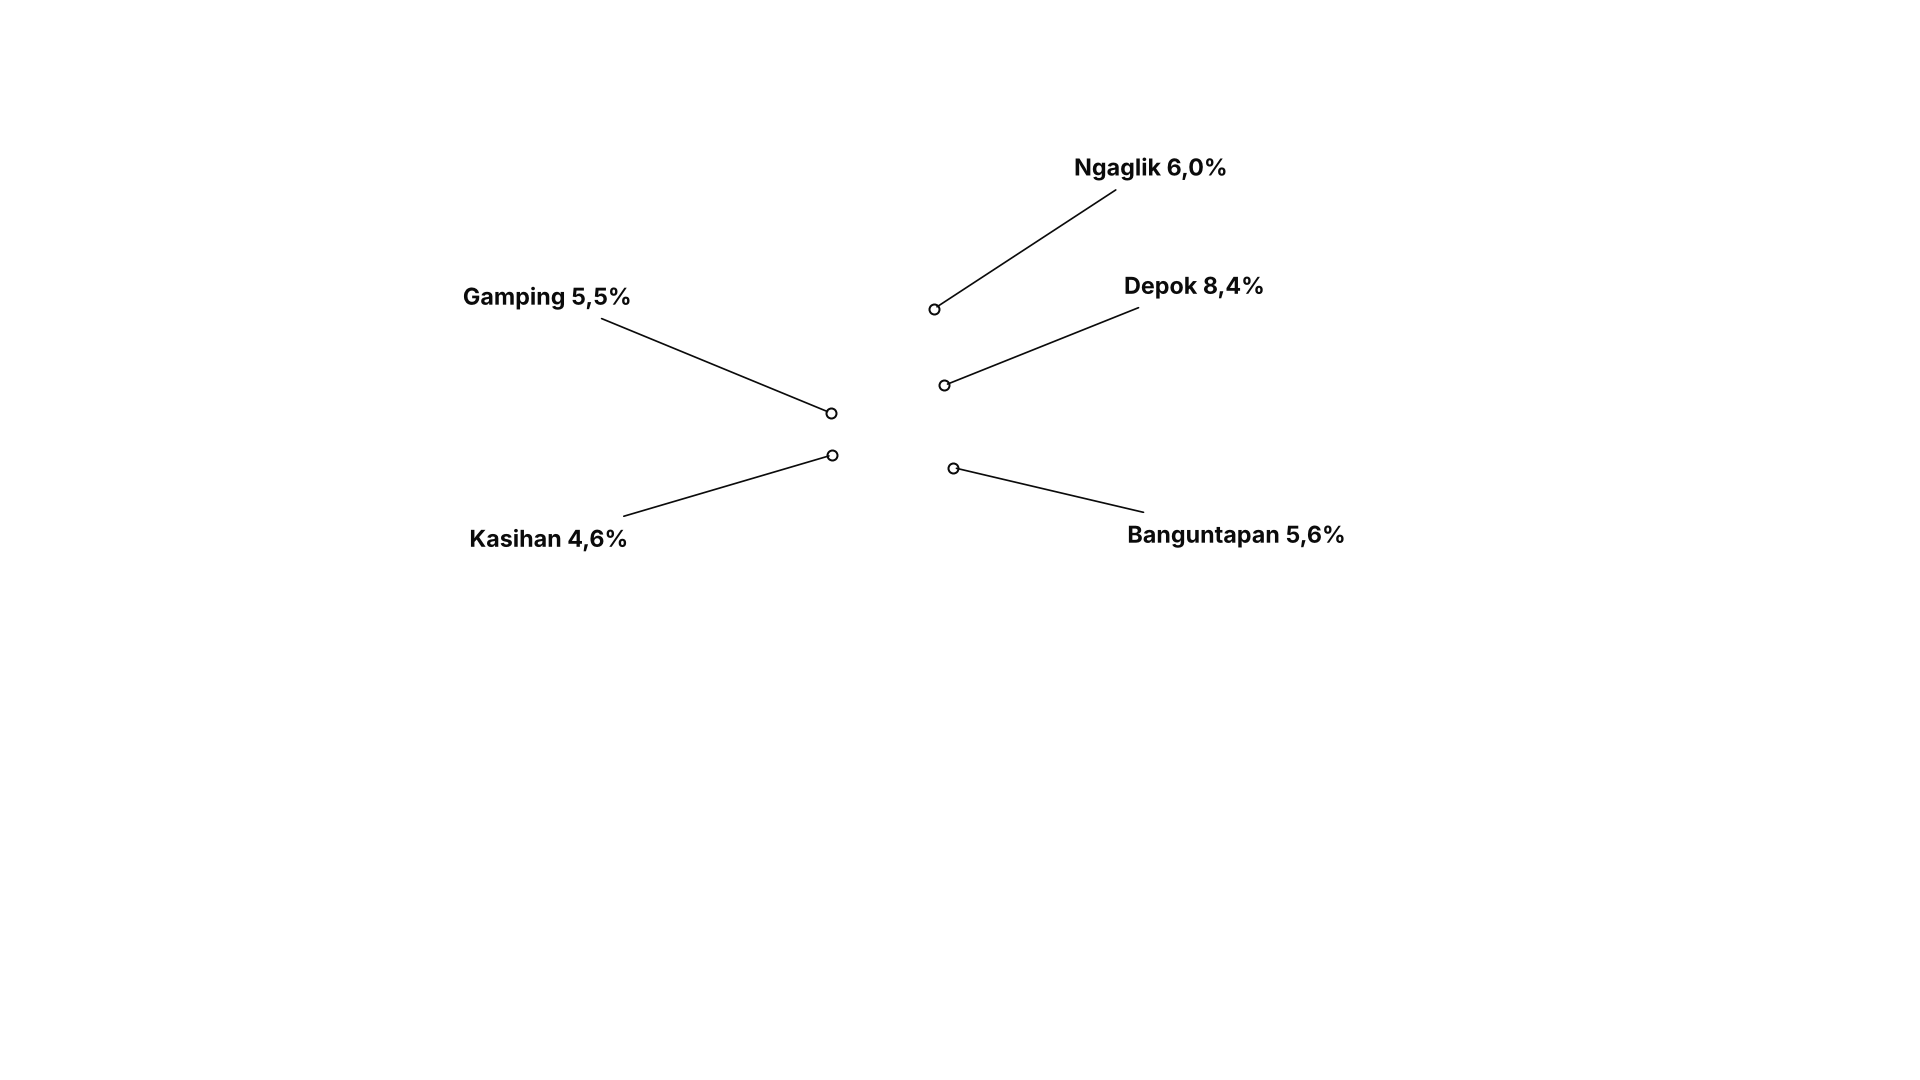 Ngaglik 6,0%
Depok 8,4%
Gamping 5,5%
Kasihan 4,6%
Banguntapan 5,6%